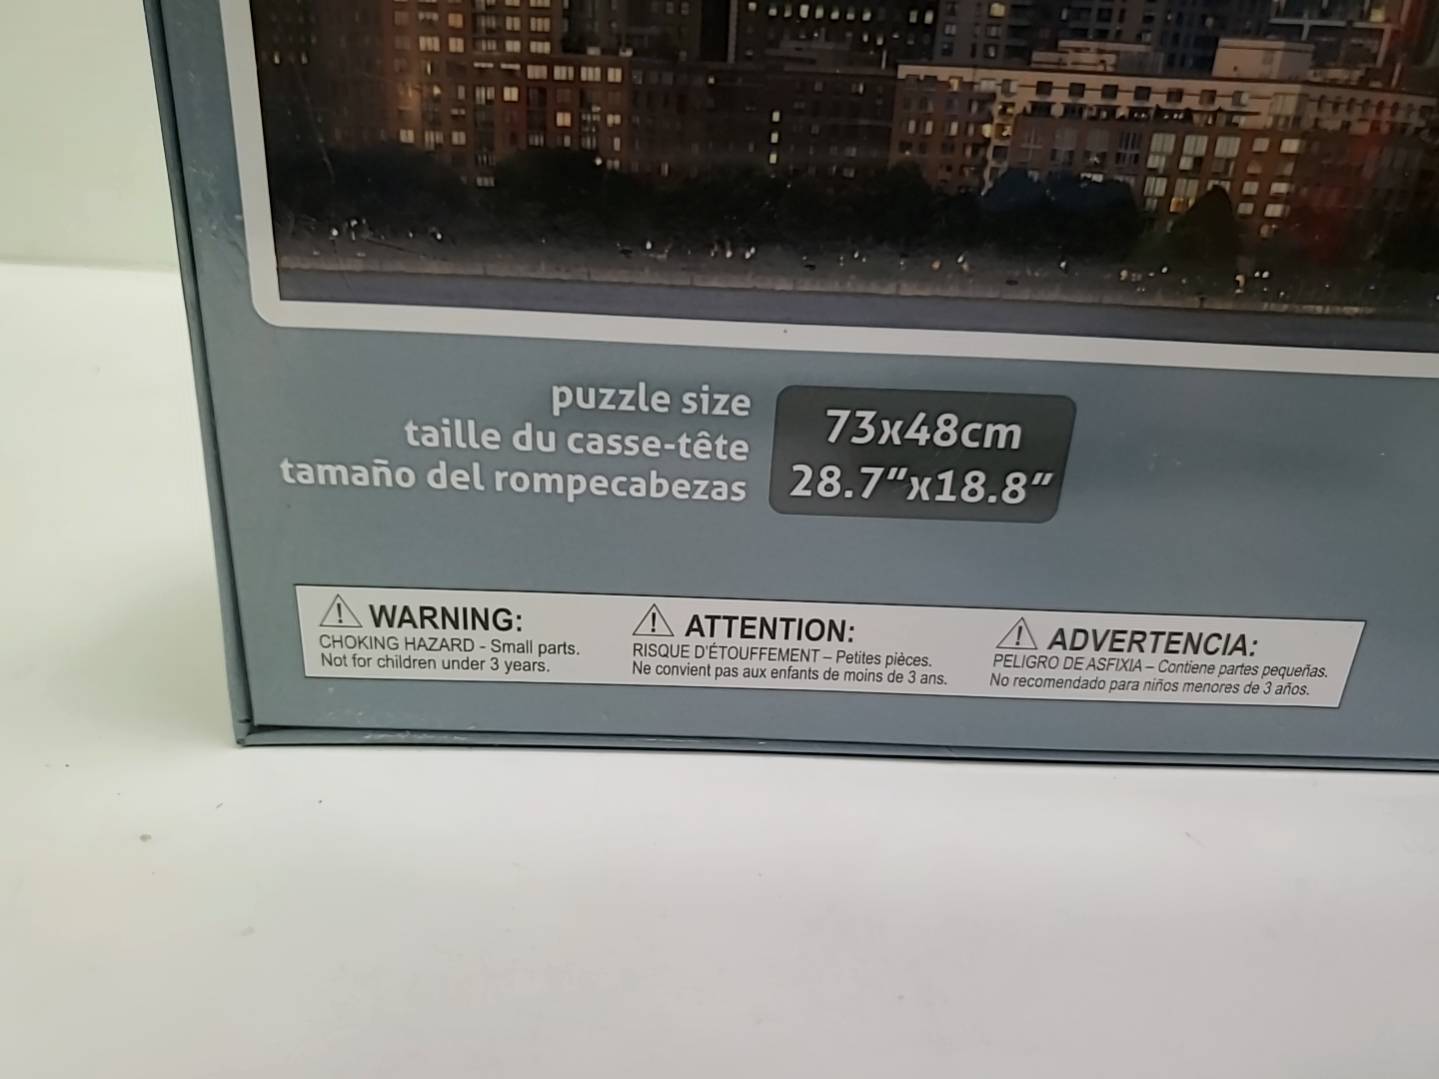 puzzle size
taille du casse-tête
tamaño del rompecabezas
73x48cm
28.7"x18.8"
WARNING:
CHOKING HAZARD - Small parts.
Not for children under 3 years.
ATTENTION:
RISQUE D'ÉTOUFFEMENT – Petites pièces.
Ne convient pas aux enfants de moins de 3 ans.
ADVERTENCIA:
PELIGRO DE ASFIXIA – Contiene partes pequeñas.
No recomendado para niños menores de 3 años.